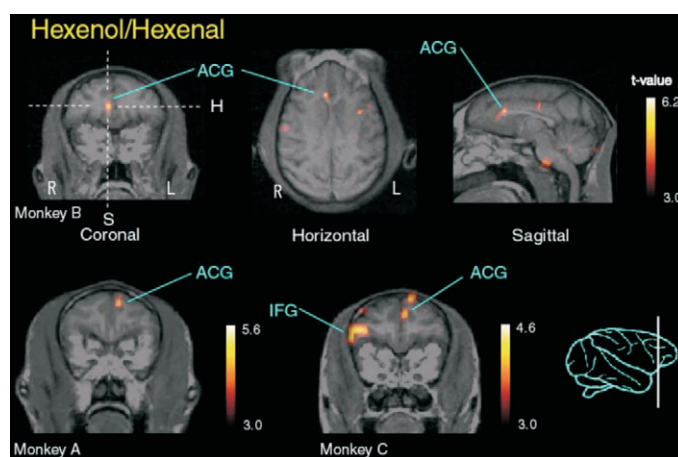 Hexenol/Hexenal
ACG
H
R
L
S
Monkey B
Coronal
R
L
Horizontal
ACG
Sagittal
t-value
6.2
3.0
ACG
5.6
3.0
Monkey A
IFG
ACG
4.6
3.0
Monkey C